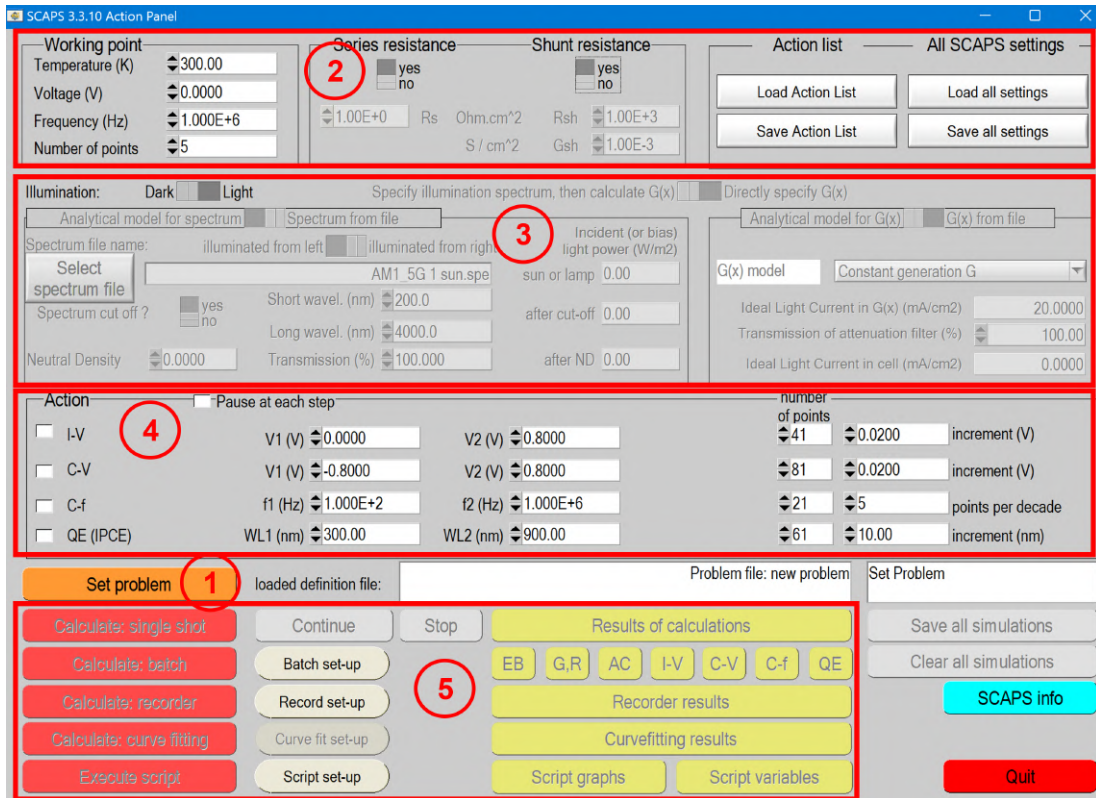 SCAPS 3.3.10 Action Panel
Working point
Temperature (K) 300.00
Voltage (V) 0.0000
Frequency (Hz) 1.000E+6
Number of points 5
Series resistance
Shunt resistance
yes
no
yes
no
1.00E+0 Rs Ohm.cm^2 Rsh 1.00E+3
S / cm^2 Gsh 1.00E-3
2
Action list
All SCAPS settings
Load Action List
Load all settings
Save Action List
Save all settings
Illumination: Dark Light
Specify illumination spectrum, then calculate G(x)
Directly specify G(x)
Analytical model for spectrum
Spectrum from file
Spectrum file name:
illuminated from left
illuminated from right
3
Incident (or bias)
light power (W/m2)
Select
spectrum file
AM1_5G 1 sun.spe
sun or lamp 0.00
Spectrum cut off ?
yes
no
Short wavel. (nm) 200.0
after cut-off 0.00
Long wavel. (nm) 4000.0
Neutral Density 0.0000
Transmission (%) 100.000
after ND 0.00
Analytical model for G(x)
G(x) from file
G(x) model
Constant generation G
Ideal Light Current in G(x) (mA/cm2) 20.0000
Transmission of attenuation filter (%) 100.00
Ideal Light Current in cell (mA/cm2) 0.0000
Action
Pause at each step
number
of points
4
I-V V1 (V) 0.0000 V2 (V) 0.8000 41 0.0200 increment (V)
C-V V1 (V) -0.8000 V2 (V) 0.8000 81 0.0200 increment (V)
C-f f1 (Hz) 1.000E+2 f2 (Hz) 1.000E+6 21 5 points per decade
QE (IPCE) WL1 (nm) 300.00 WL2 (nm) 900.00 61 10.00 increment (nm)
Set problem
1
loaded definition file:
Problem file: new problem
Set Problem
Calculate: single shot
Continue
Stop
Results of calculations
Save all simulations
Calculate: batch
Batch set-up
5
EB G,R AC I-V C-V C-f QE
Clear all simulations
Calculate: recorder
Record set-up
Recorder results
SCAPS info
Calculate: curve fitting
Curve fit set-up
Curvefitting results
Execute script
Script set-up
Script graphs
Script variables
Quit